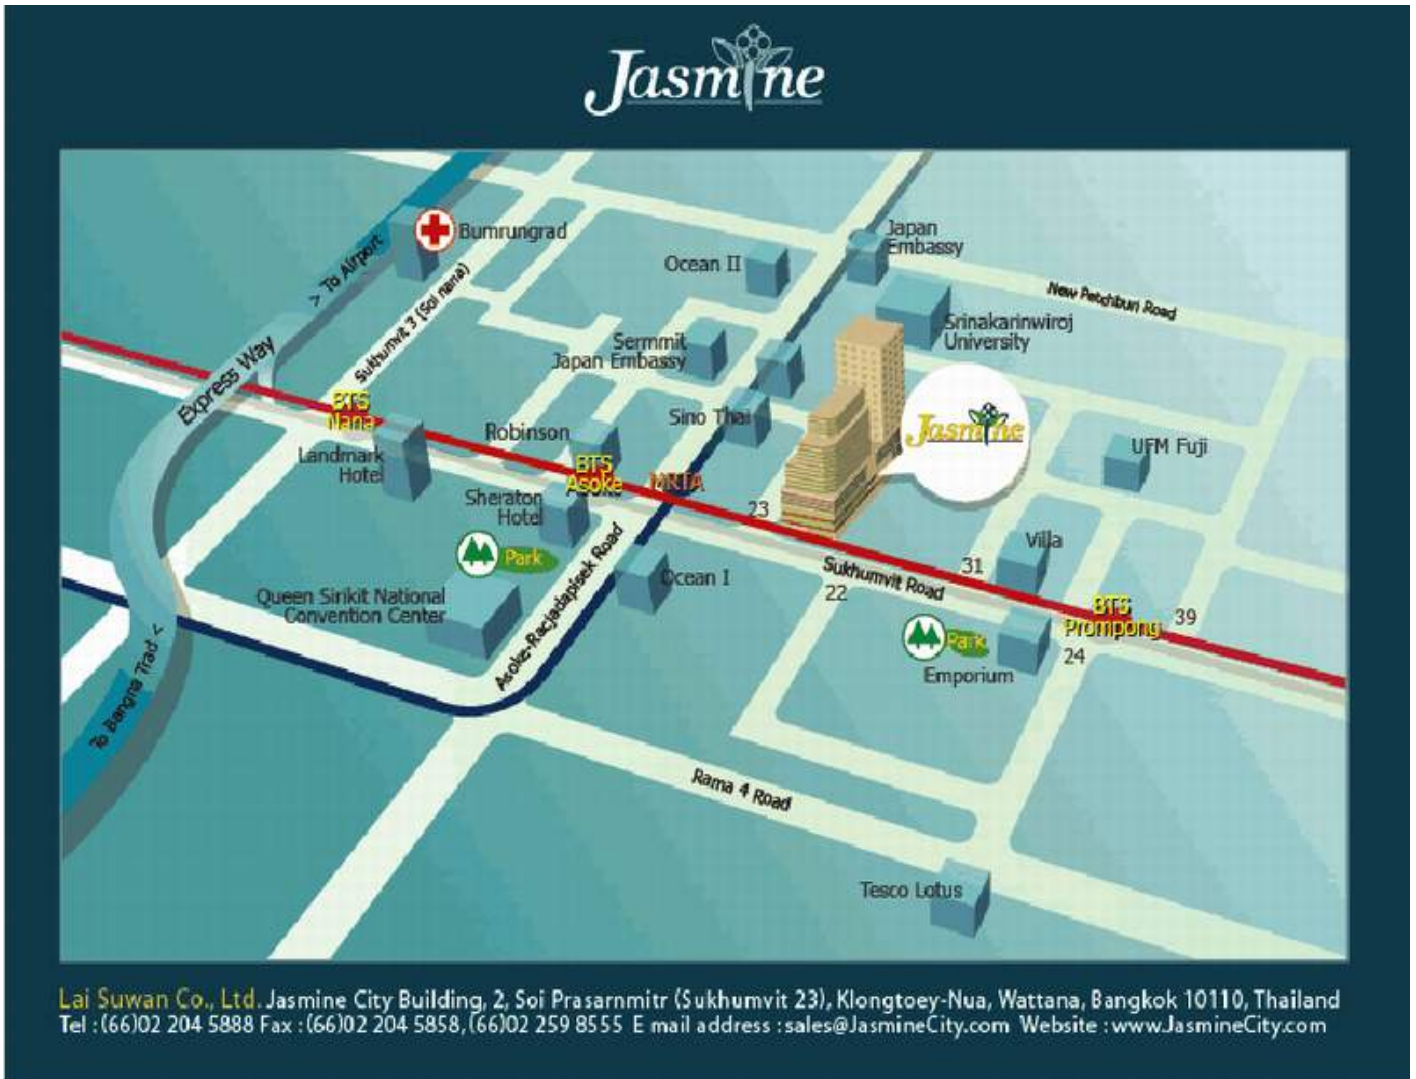 Jasmine
Japan
Embassy
Bumrungrad
Ocean II
> To Airport
Sukhumvit 3 (Soi nana)
New Petchburi Road
Srinakarinwiroj
University
Sermmit
Japan Embassy
Express Way
BTS
Nana
Sino Thai
Jasmine
Robinson
UFM Fuji
Landmark
Hotel
BTS
Asoke
MRTA
Sheraton
Hotel
23
Park
Villa
Asoke-Racjadapisek Road
Ocean I
Sukhumvit Road
31
22
Queen Sirikit National
Convention Center
BTS
Prompong
39
Park
24
Emporium
To Bangna Trad <
Rama 4 Road
Tesco Lotus
Lai Suwan Co., Ltd. Jasmine City Building, 2, Soi Prasarnmitr (Sukhumvit 23), Klongtoey-Nua, Wattana, Bangkok 10110, Thailand
Tel :(66)02 204 5888 Fax :(66)02 204 5858, (66)02 259 8555 E mail address :sales@JasmineCity.com Website :www.JasmineCity.com